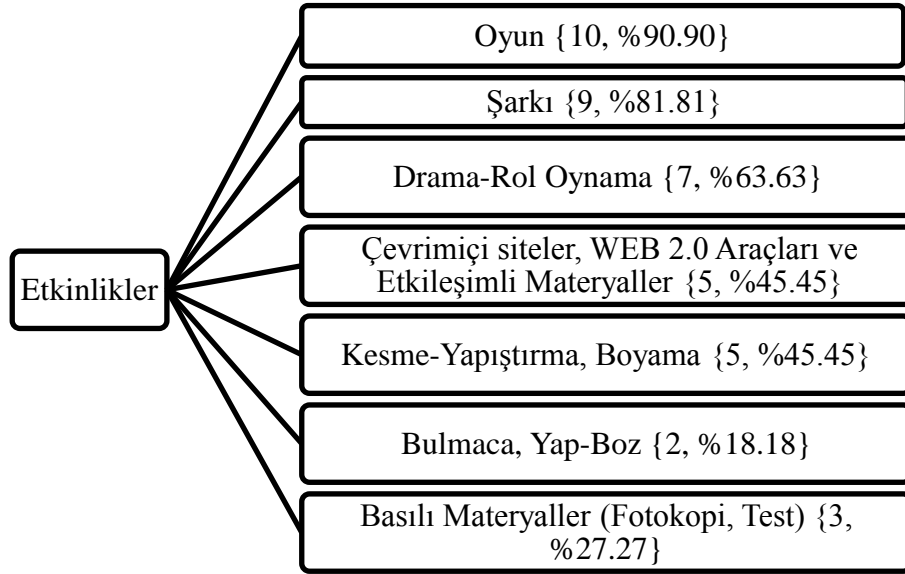 Oyun {10, %90.90}
Şarkı {9, %81.81}
Drama-Rol Oynama {7, %63.63}
Etkinlikler
Çevrimiçi siteler, WEB 2.0 Araçları ve
Etkileşimli Materyaller {5, %45.45}
Kesme-Yapıştırma, Boyama {5, %45.45}
Bulmaca, Yap-Boz {2, %18.18}
Basılı Materyaller (Fotokopi, Test) {3,
%27.27}